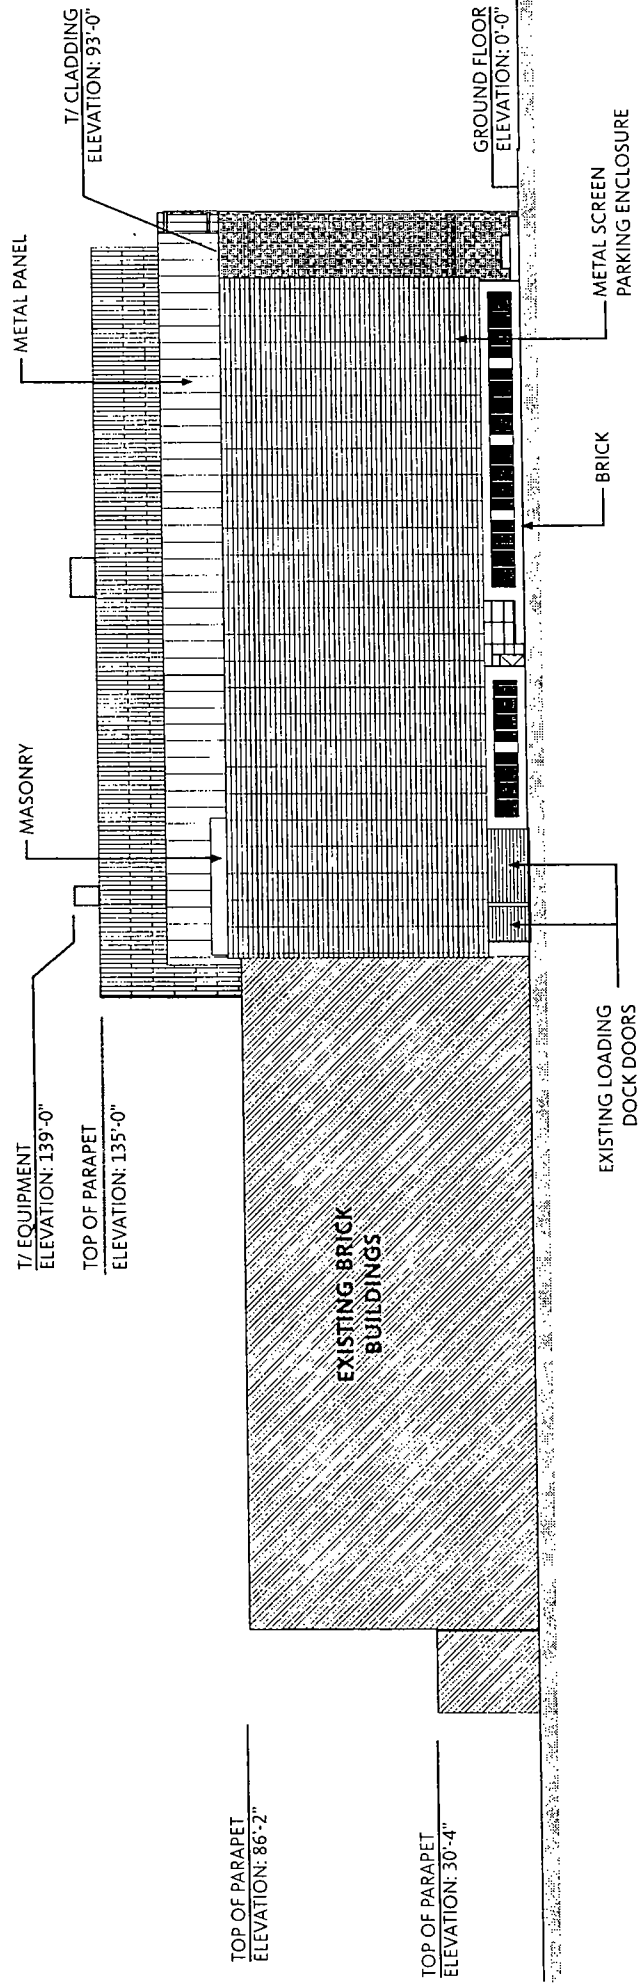 T/ EQUIPMENT
ELEVATION: 139'-0"
TOP OF PARAPET
ELEVATION: 135'-0"
MASONRY
METAL PANEL
T/ CLADDING
ELEVATION: 93'-0"
TOP OF PARAPET
ELEVATION: 86'-2"
TOP OF PARAPET
ELEVATION: 30'-4"
EXISTING BRICK
BUILDINGS
GROUND FLOOR
ELEVATION: 0'-0"
EXISTING LOADING
DOCK DOORS
BRICK
METAL SCREEN
PARKING ENCLOSURE